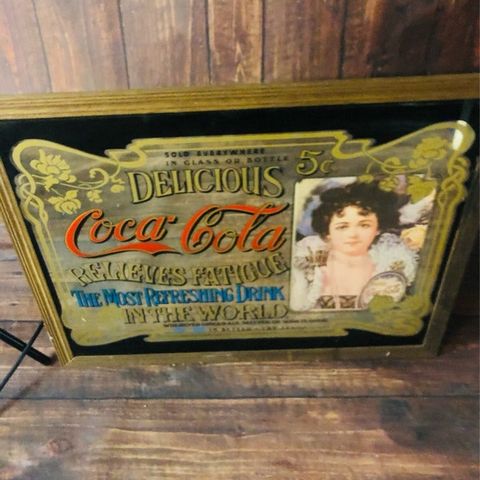 SOLD EVERYWHERE
IN GLASS OR BOTTLE
5¢
DELICIOUS
Coca-Cola
RELIEVES FATIGUE
THE MOST REFRESHING DRINK
IN THE WORLD